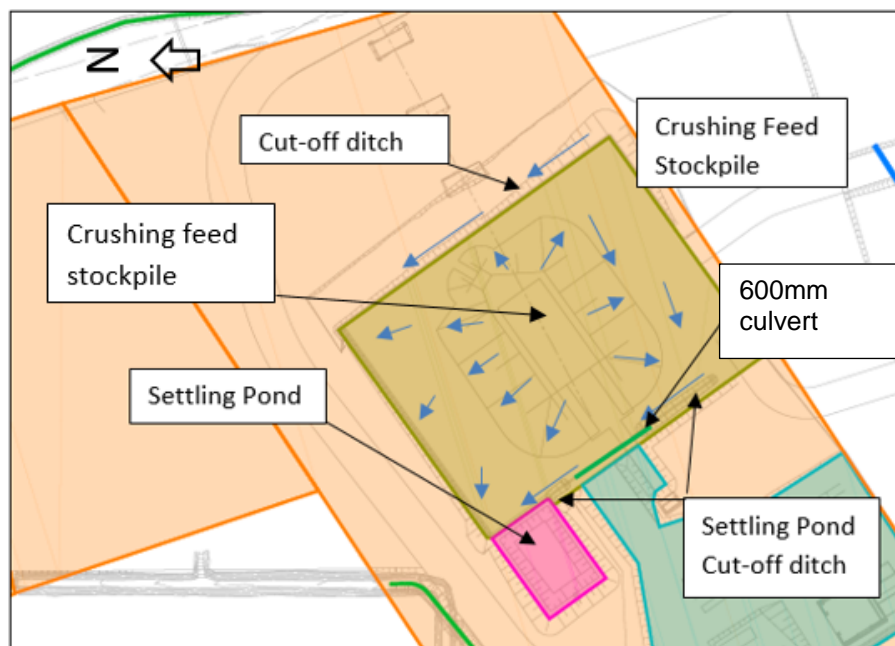 N
Cut-off ditch
Crushing Feed
Stockpile
Crushing feed
stockpile
600mm
culvert
Settling Pond
Settling Pond
Cut-off ditch